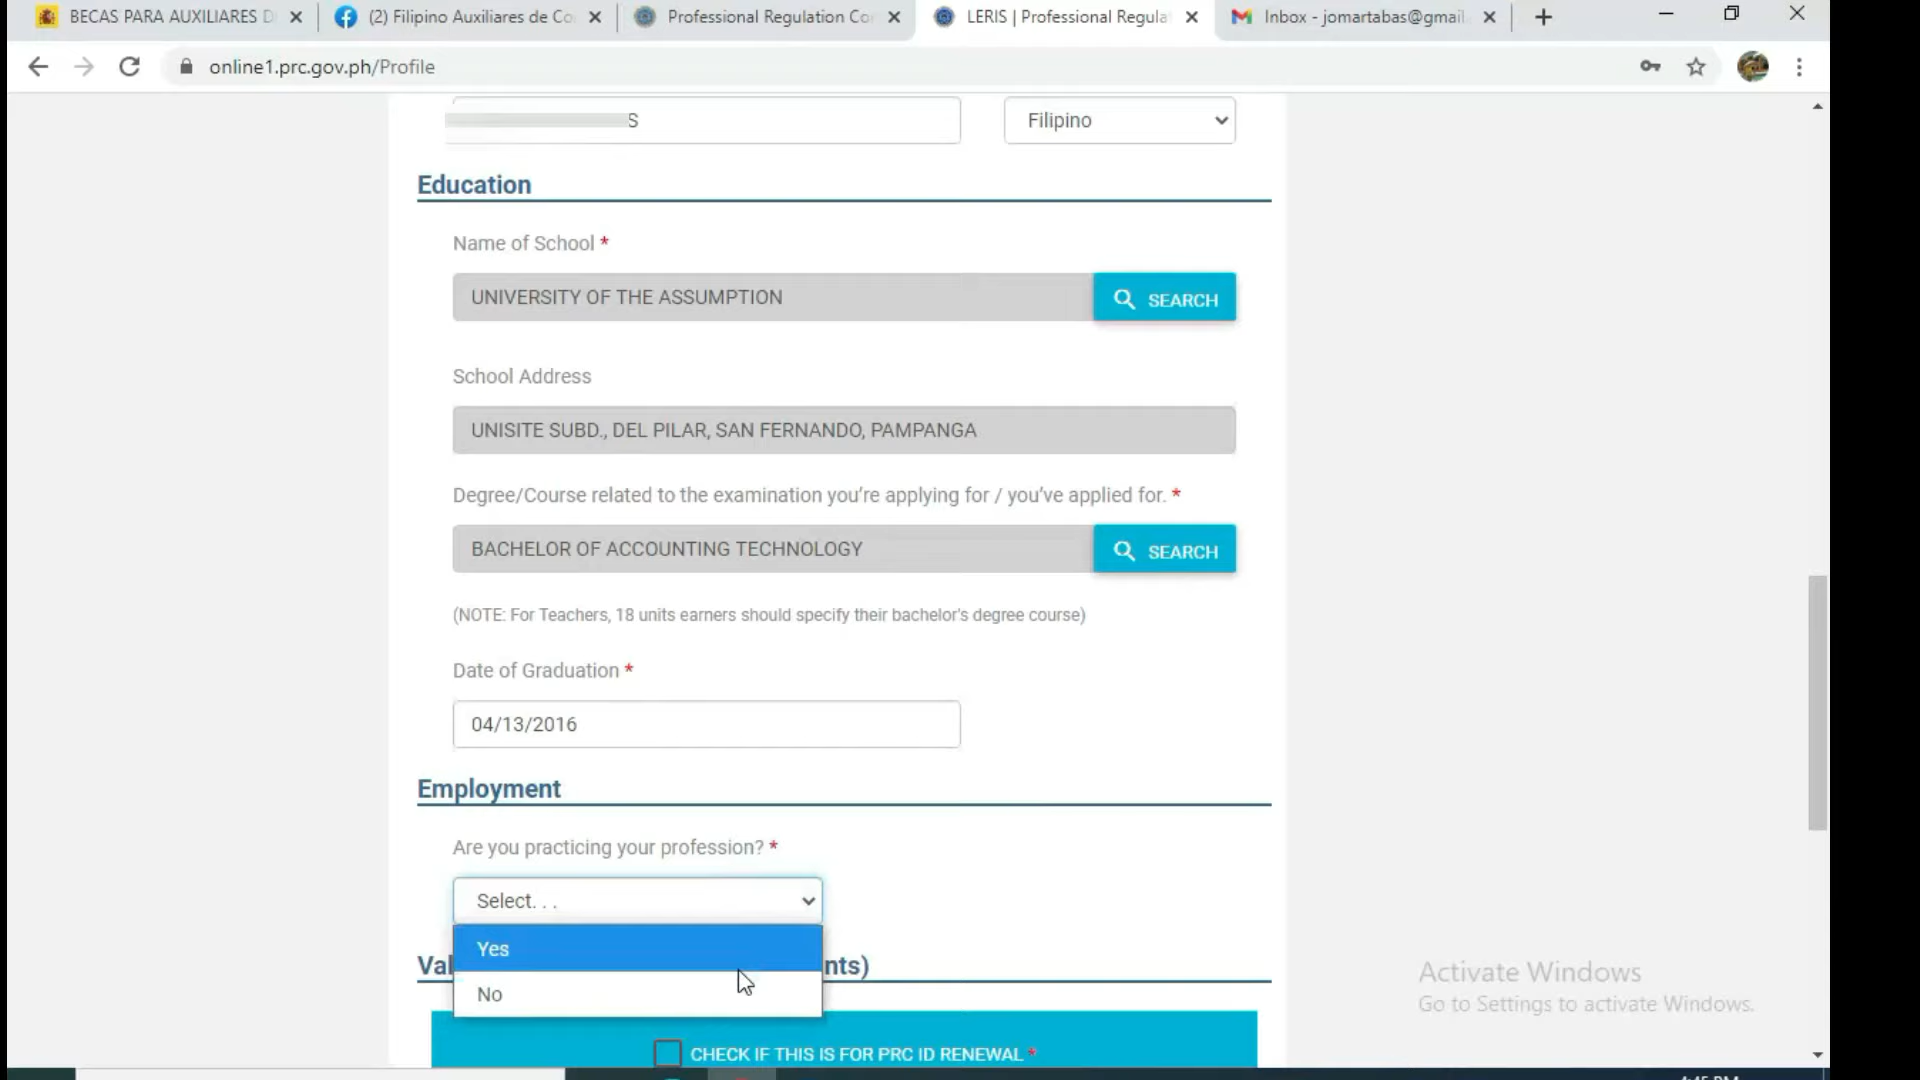 BECAS PARA AUXILIARES D
(2) Filipino Auxiliares de Co
Professional Regulation Co
LERIS | Professional Regula
Inbox - jomartabas@gmail.
online1.prc.gov.ph/Profile
S
Filipino
Education
Name of School *
UNIVERSITY OF THE ASSUMPTION
SEARCH
School Address
UNISITE SUBD., DEL PILAR, SAN FERNANDO, PAMPANGA
Degree/Course related to the examination you're applying for / you've applied for. *
BACHELOR OF ACCOUNTING TECHNOLOGY
SEARCH
(NOTE: For Teachers, 18 units earners should specify their bachelor's degree course)
Date of Graduation *
04/13/2016
Employment
Are you practicing your profession? *
Select. . .
Yes
Val nts)
No
Activate Windows
Go to Settings to activate Windows.
CHECK IF THIS IS FOR PRC ID RENEWAL *